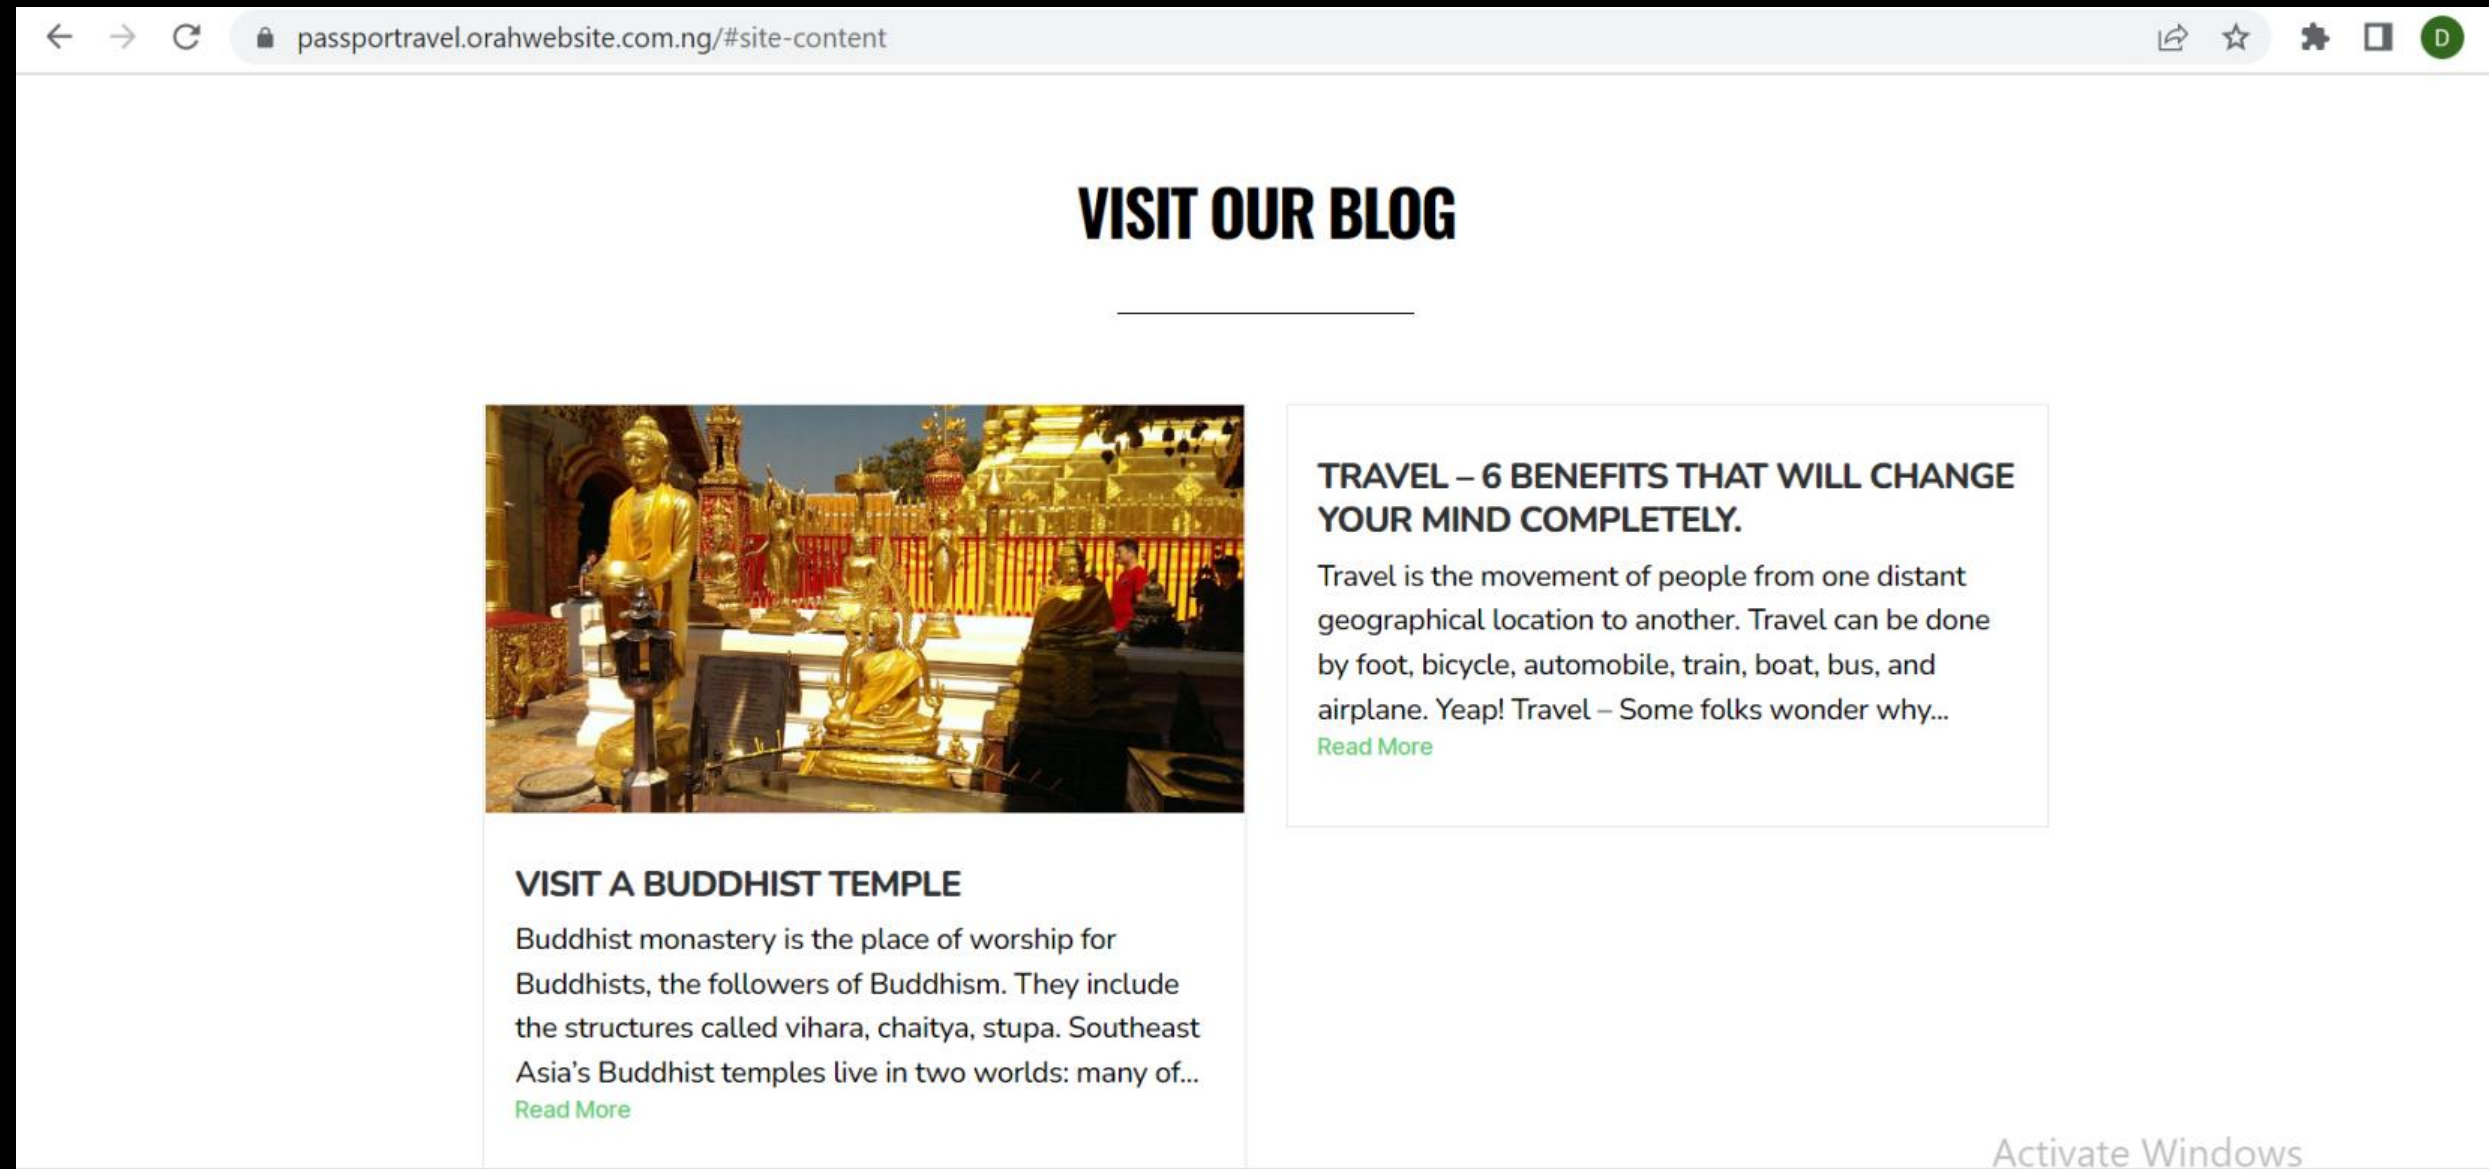 passportravel.orahwebsite.com.ng/#site-content
D
VISIT OUR BLOG
VISIT A BUDDHIST TEMPLE
Buddhist monastery is the place of worship for
Buddhists, the followers of Buddhism. They include
the structures called vihara, chaitya, stupa. Southeast
Asia’s Buddhist temples live in two worlds: many of...
Read More
TRAVEL – 6 BENEFITS THAT WILL CHANGE
YOUR MIND COMPLETELY.
Travel is the movement of people from one distant
geographical location to another. Travel can be done
by foot, bicycle, automobile, train, boat, bus, and
airplane. Yeap! Travel – Some folks wonder why...
Read More
Activate Windows